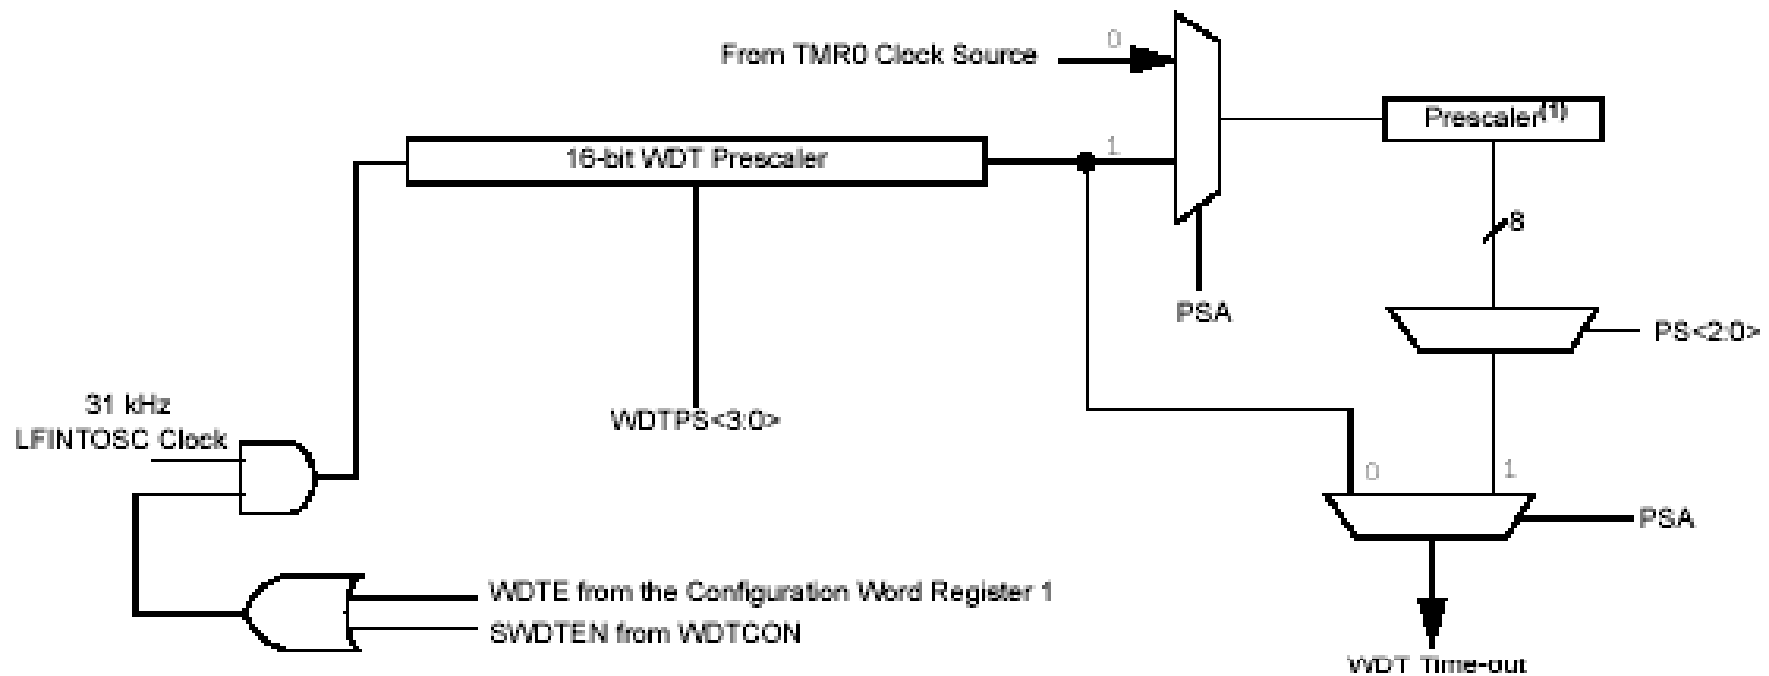 0
From TMR0 Clock Source
Prescaler(1)
16-bit WDT Prescaler
1
8
PSA
PS<2:0>
31 kHz
LFINTOSC Clock
WDTPS<3:0>
0
1
PSA
WDTE from the Configuration Word Register 1
SWDTEN from WDTCON
WDT Time-out